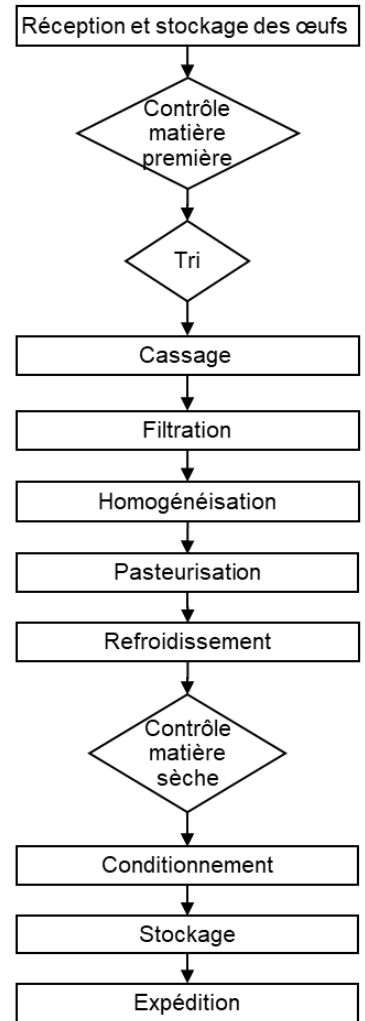 Réception et stockage des œufs
Contrôle
matière
première
Tri
Cassage
Filtration
Homogénéisation
Pasteurisation
Refroidissement
Contrôle
matière
sèche
Conditionnement
Stockage
Expédition